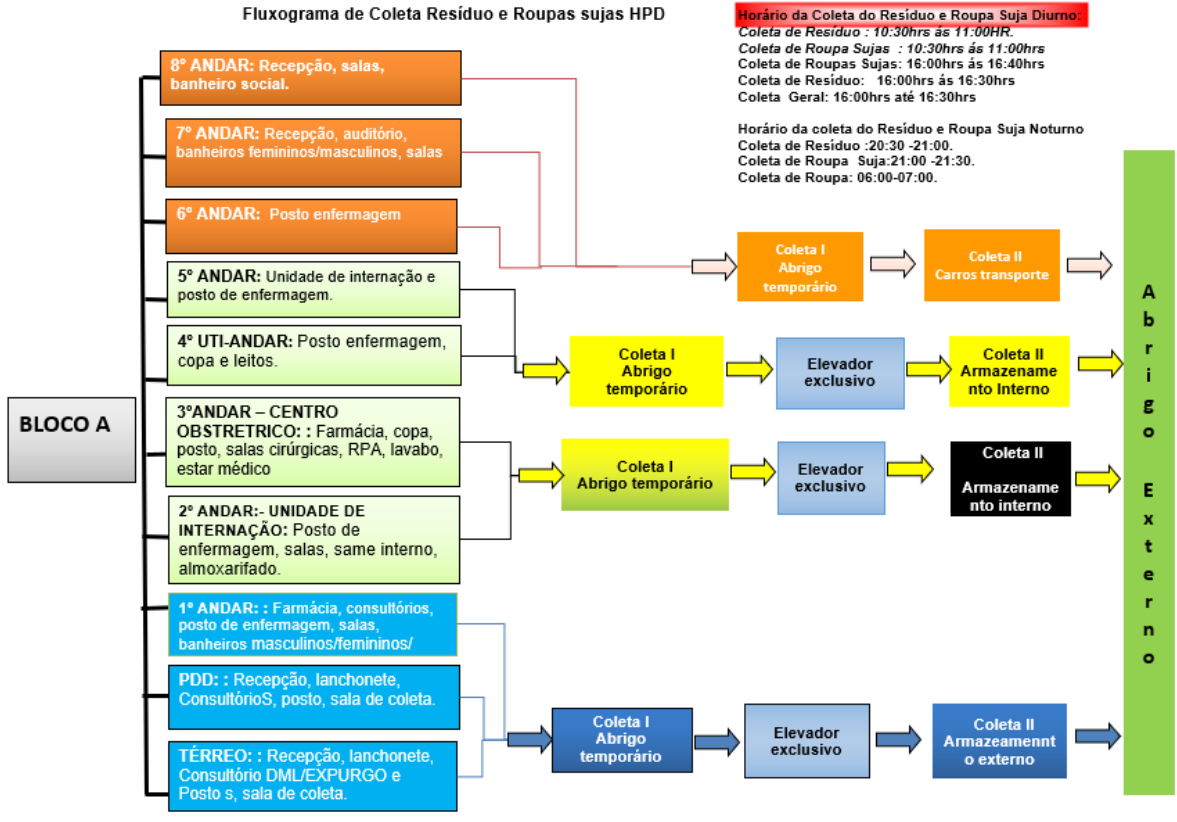 Fluxograma de Coleta Resíduo e Roupas sujas HPD
Horário da Coleta do Resíduo e Roupa Suja Diurno:
Coleta de Resíduo : 10:30hrs ás 11:00HR.
Coleta de Roupa Sujas : 10:30hrs ás 11:00hrs
Coleta de Roupas Sujas: 16:00hrs ás 16:40hrs
Coleta de Resíduo: 16:00hrs ás 16:30hrs
Coleta Geral: 16:00hrs até 16:30hrs
Horário da coleta do Resíduo e Roupa Suja Noturno
Coleta de Resíduo :20:30 -21:00.
Coleta de Roupa Suja:21:00 -21:30.
Coleta de Roupa: 06:00-07:00.
BLOCO A
8º ANDAR: Recepção, salas,
banheiro social.
7º ANDAR: Recepção, auditório,
banheiros femininos/masculinos, salas
6º ANDAR: Posto enfermagem
5º ANDAR: Unidade de internação e
posto de enfermagem.
4º UTI-ANDAR: Posto enfermagem,
copa e leitos.
3ºANDAR – CENTRO
OBSTRETRICO: : Farmácia, copa,
posto, salas cirúrgicas, RPA, lavabo,
estar médico
2º ANDAR:- UNIDADE DE
INTERNAÇÃO: Posto de
enfermagem, salas, same interno,
almoxarifado.
1º ANDAR: : Farmácia, consultórios,
posto de enfermagem, salas,
banheiros masculinos/femininos/
PDD: : Recepção, lanchonete,
ConsultórioS, posto, sala de coleta.
TÉRREO: : Recepção, lanchonete,
Consultório DML/EXPURGO e
Posto s, sala de coleta.
Coleta I
Abrigo
temporário
Coleta II
Carros transporte
Coleta I
Abrigo
temporário
Elevador
exclusivo
Coleta II
Armazename
nto Interno
Coleta I
Abrigo temporário
Elevador
exclusivo
Coleta II
Armazename
nto interno
Coleta I
Abrigo
temporário
Elevador
exclusivo
Coleta II
Armazeamennt
o externo
Abrigo Externo